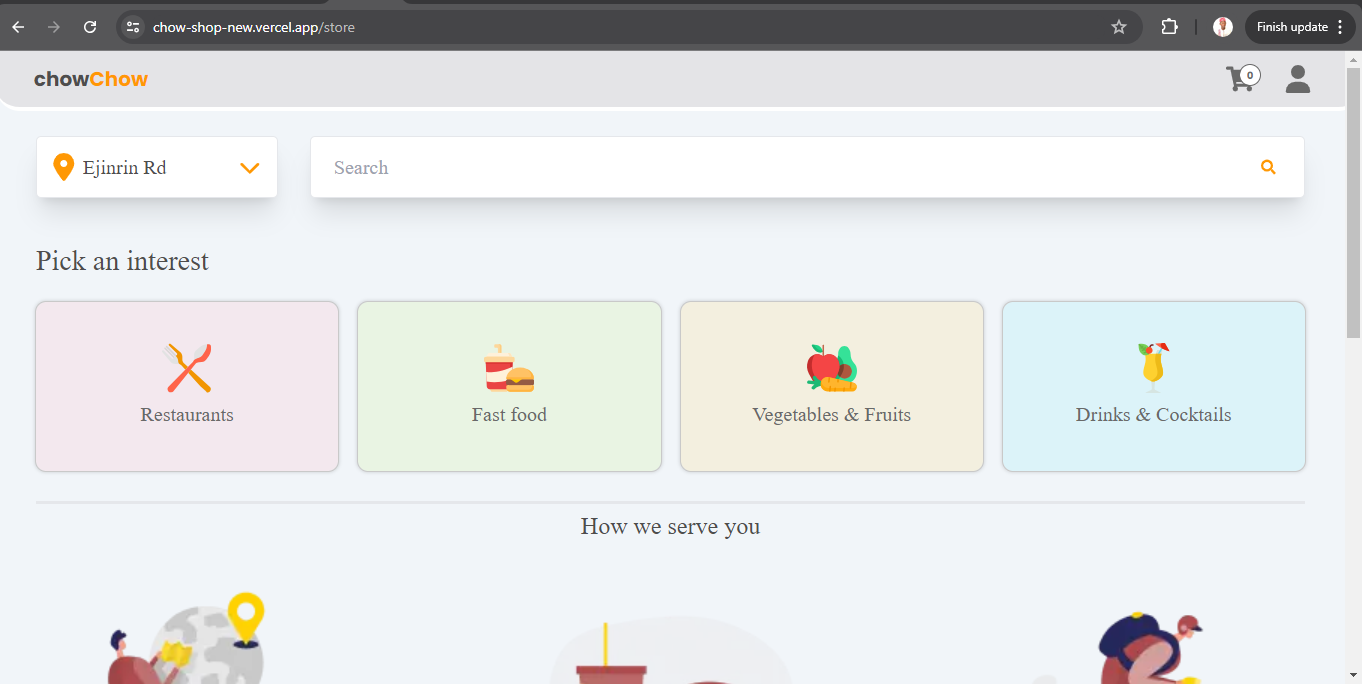 chow-shop-new.vercel.app/store
Finish update
chowChow
0
Ejinrin Rd
Search
Pick an interest
Restaurants
Fast food
Vegetables & Fruits
Drinks & Cocktails
How we serve you